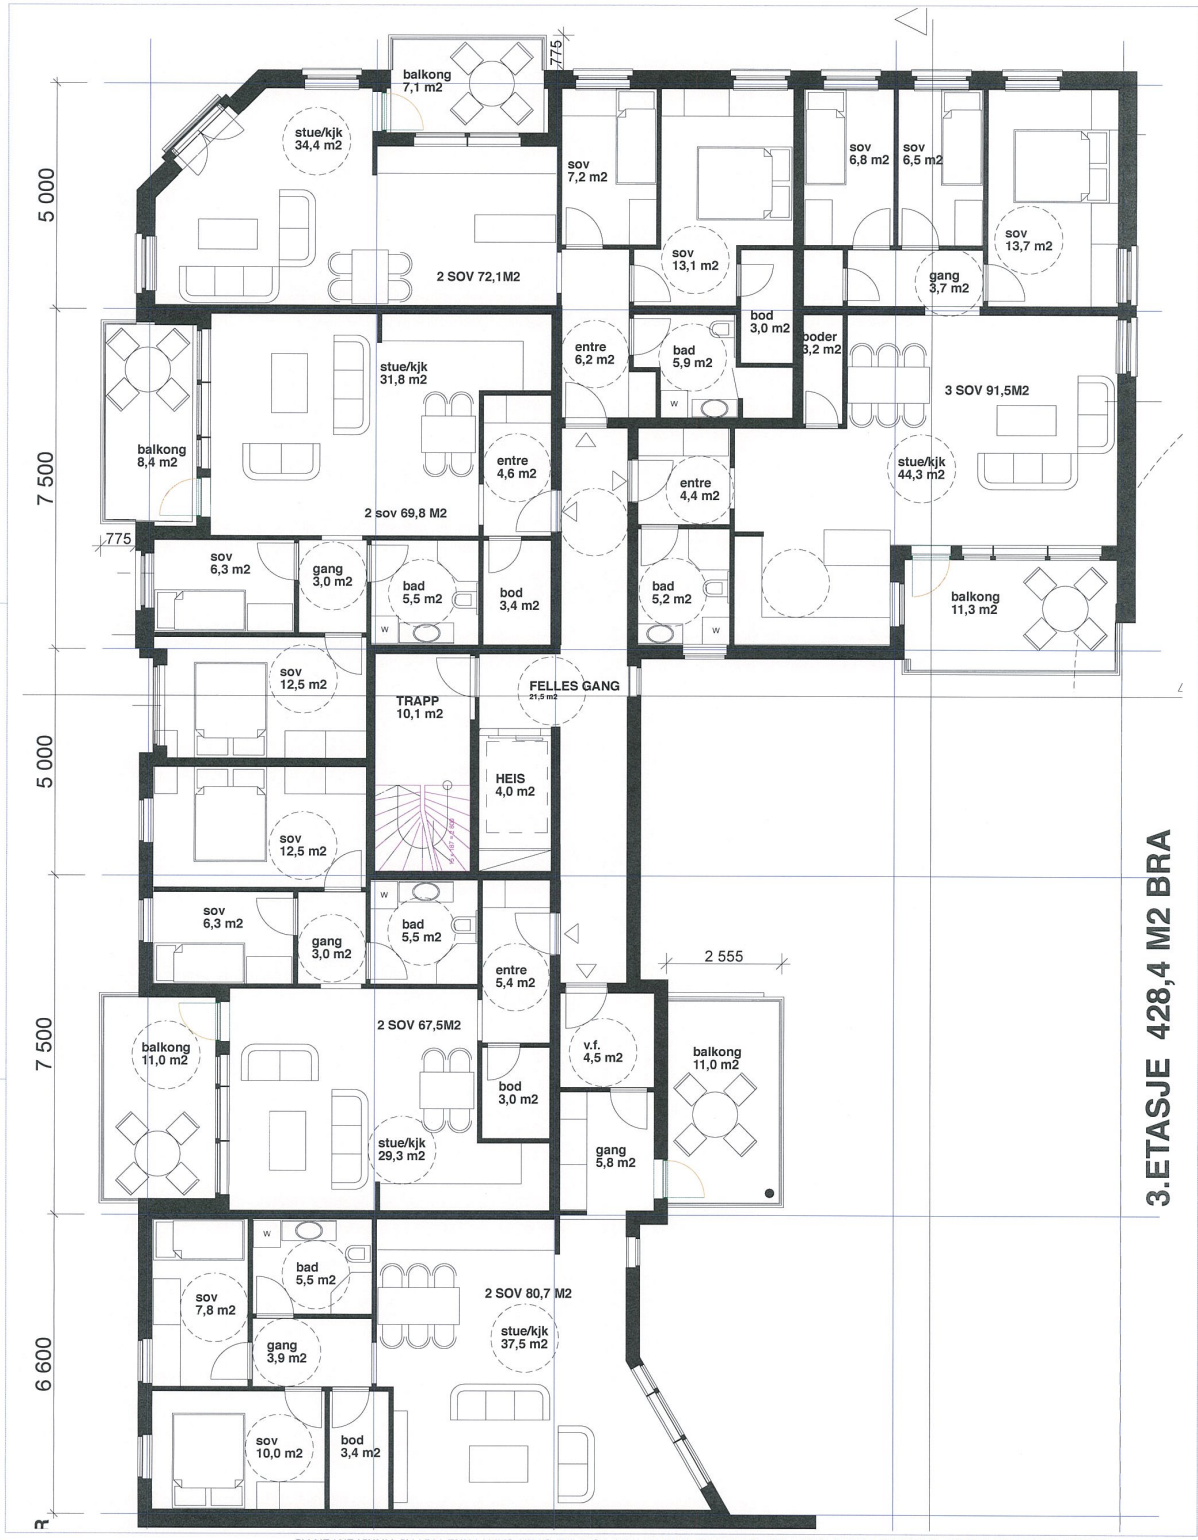 775
balkong
7,1 m2
stue/kjk
34,4 m2
sov
7,2 m2
sov
6,8 m2
sov
6,5 m2
5 000
sov
13,1 m2
sov
13,7 m2
2 SOV 72,1M2
gang
3,7 m2
bod
3,0 m2
boder
3,2 m2
entre
6,2 m2
bad
5,9 m2
stue/kjk
31,8 m2
3 SOV 91,5M2
w
balkong
8,4 m2
entre
4,6 m2
entre
4,4 m2
stue/kjk
44,3 m2
7 500
2 sov 69,8 M2
775
sov
6,3 m2
gang
3,0 m2
bad
5,5 m2
bod
3,4 m2
bad
5,2 m2
balkong
11,3 m2
w
w
sov
12,5 m2
TRAPP
10,1 m2
FELLES GANG
21,5 m2
5 000
HEIS
4,0 m2
sov
12,5 m2
w
sov
6,3 m2
gang
3,0 m2
bad
5,5 m2
entre
5,4 m2
2 555
3.ETASJE 428,4 M2 BRA
7 500
2 SOV 67,5M2
balkong
11,0 m2
v.f.
4,5 m2
balkong
11,0 m2
bod
3,0 m2
stue/kjk
29,3 m2
gang
5,8 m2
w
bad
5,5 m2
sov
7,8 m2
2 SOV 80,7 M2
stue/kjk
37,5 m2
gang
3,9 m2
6 600
sov
10,0 m2
bod
3,4 m2
R